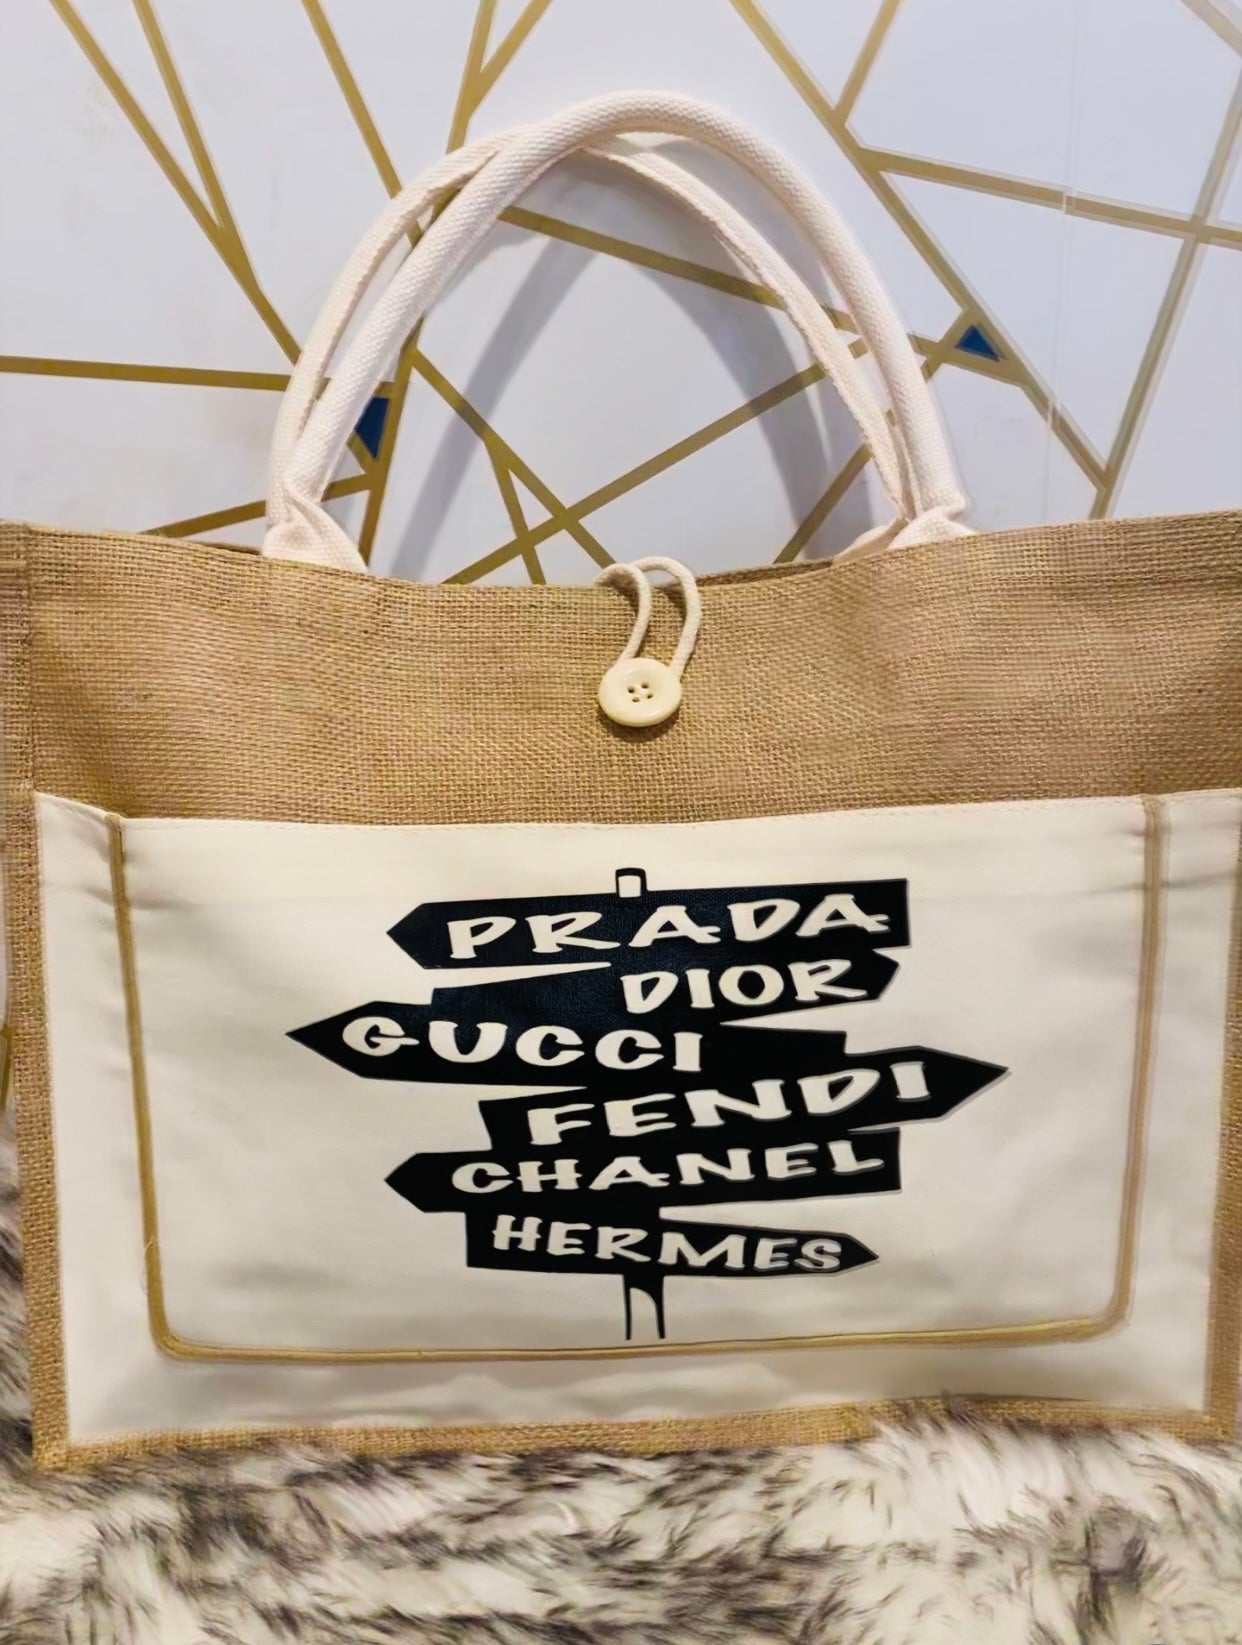 PRADA
DIOR
GUCCI
FENDI
CHANEL
HERMES